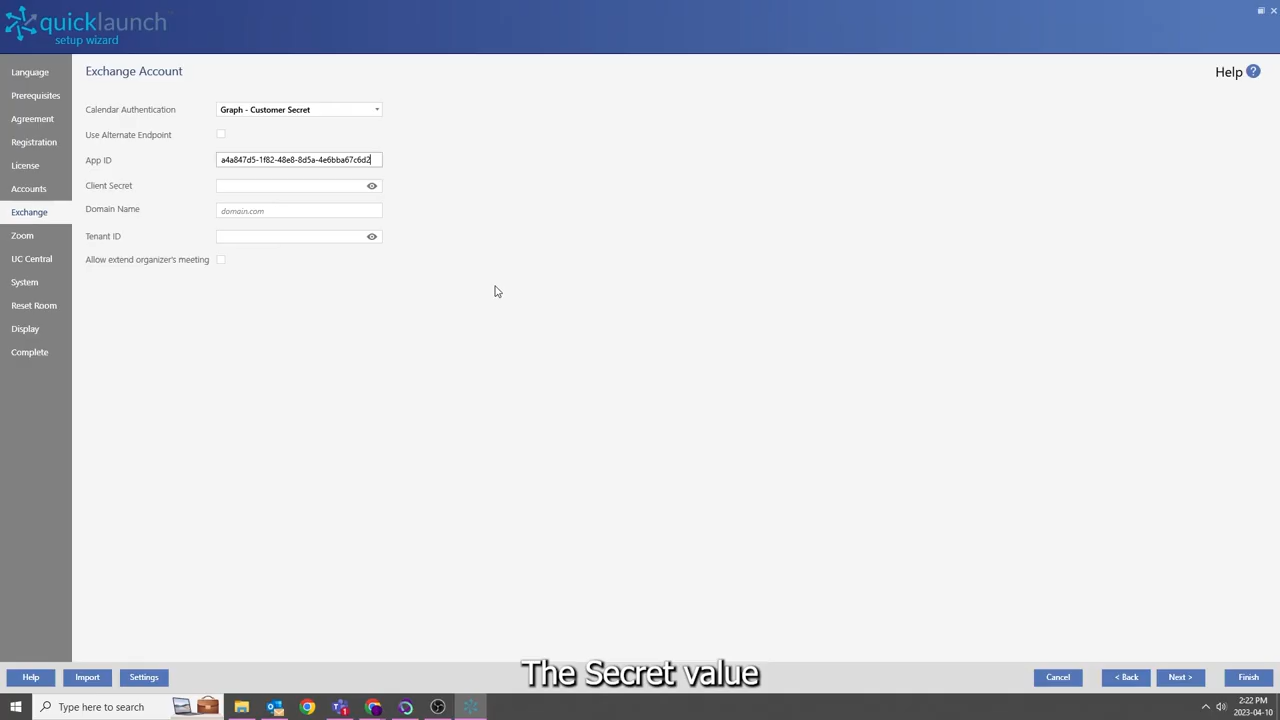 quicklaunch
setup wizard
Language
Prerequisites
Agreement
Registration
License
Accounts
Exchange
Zoom
UC Central
System
Reset Room
Display
Complete
Exchange Account
Help ?
Calendar Authentication
Graph - Customer Secret
Use Alternate Endpoint
App ID
a4a847d5-1f82-48e8-8d5a-4e6bba67c6d2
Client Secret
Domain Name
domain.com
Tenant ID
Allow extend organizer's meeting
Help
Import
Settings
The Secret value
Cancel
< Back
Next >
Finish
Type here to search
2:22 PM
2023-04-10